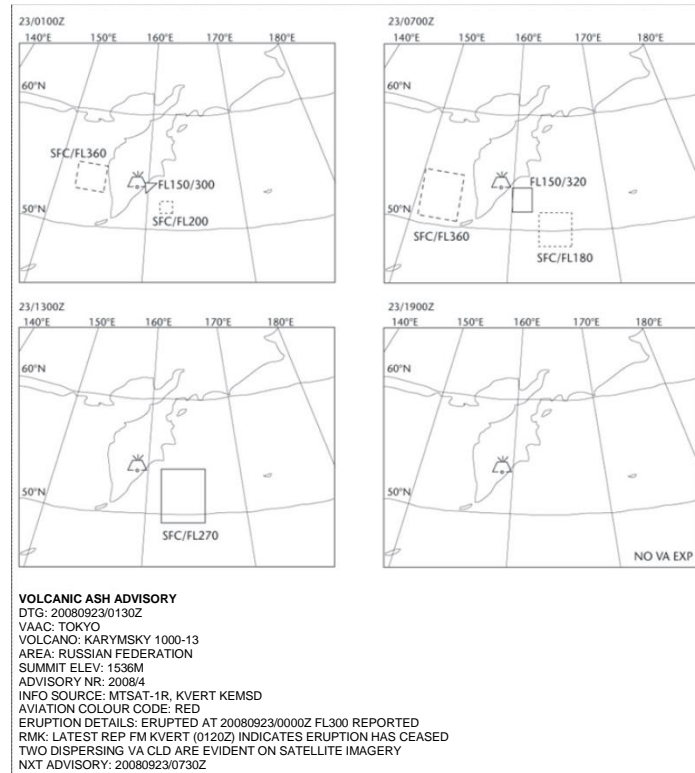 23/0100Z
140°E 150°E 160°E 170°E 180°E
60°N
SFC/FL360
FL150/300
50°N
SFC/FL200
23/0700Z
140°E 150°E 160°E 170°E 180°E
60°N
FL150/320
50°N
SFC/FL360
SFC/FL180
23/1300Z
140°E 150°E 160°E 170°E 180°E
60°N
50°N
SFC/FL270
23/1900Z
140°E 150°E 160°E 170°E 180°E
60°N
50°N
NO VA EXP
VOLCANIC ASH ADVISORY
DTG: 20080923/0130Z
VAAC: TOKYO
VOLCANO: KARYMSKY 1000-13
AREA: RUSSIAN FEDERATION
SUMMIT ELEV: 1536M
ADVISORY NR: 2008/4
INFO SOURCE: MTSAT-1R, KVERT KEMSD
AVIATION COLOUR CODE: RED
ERUPTION DETAILS: ERUPTED AT 20080923/0000Z FL300 REPORTED
RMK: LATEST REP FM KVERT (0120Z) INDICATES ERUPTION HAS CEASED
TWO DISPERSING VA CLD ARE EVIDENT ON SATELLITE IMAGERY
NXT ADVISORY: 20080923/0730Z